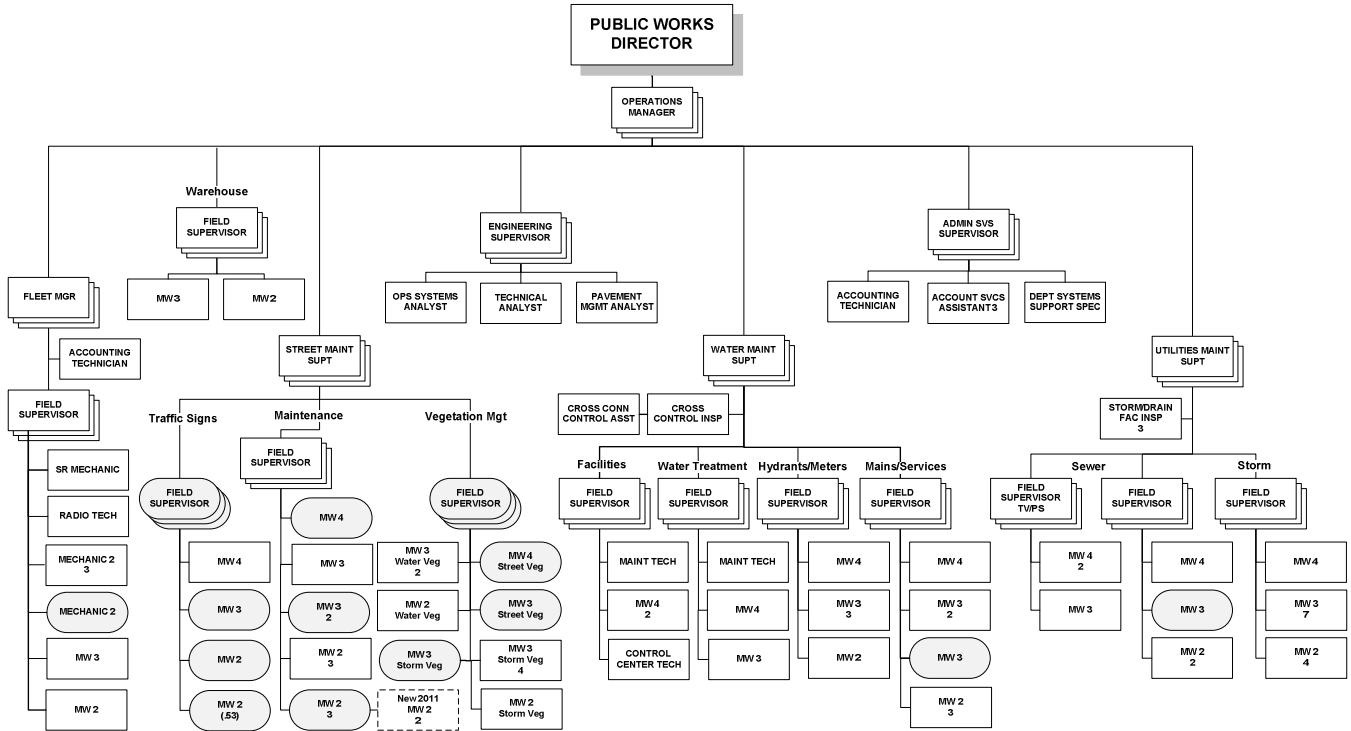 PUBLIC WORKS
DIRECTOR
OPERATIONS
MANAGER
Warehouse
FIELD
SUPERVISOR
MW 3
MW 2
FLEET MGR
ACCOUNTING
TECHNICIAN
FIELD
SUPERVISOR
SR MECHANIC
RADIO TECH
MECHANIC 2
3
MECHANIC 2
MW 3
MW 2
STREET MAINT
SUPT
Traffic Signs
FIELD
SUPERVISOR
MW 4
MW 3
MW 2
MW 2
(.53)
Maintenance
FIELD
SUPERVISOR
MW 4
MW 3
MW 3
2
MW 2
3
MW 2
3
New 2011
MW 2
2
Vegetation Mgt
FIELD
SUPERVISOR
MW 3
Water Veg
2
MW 2
Water Veg
MW 3
Storm Veg
MW 4
Street Veg
MW 3
Street Veg
MW 3
Storm Veg
4
MW 2
Storm Veg
ENGINEERING
SUPERVISOR
OPS SYSTEMS
ANALYST
TECHNICAL
ANALYST
PAVEMENT
MGMT ANALYST
WATER MAINT
SUPT
CROSS CONN
CONTROL ASST
CROSS
CONTROL INSP
Facilities
FIELD
SUPERVISOR
MAINT TECH
MW 4
2
CONTROL
CENTER TECH
Water Treatment
FIELD
SUPERVISOR
MAINT TECH
MW 4
MW 3
Hydrants/Meters
FIELD
SUPERVISOR
MW 4
MW 3
3
MW 2
Mains/Services
FIELD
SUPERVISOR
MW 4
MW 3
2
MW 3
MW 2
3
ADMIN SVS
SUPERVISOR
ACCOUNTING
TECHNICIAN
ACCOUNT SVCS
ASSISTANT 3
DEPT SYSTEMS
SUPPORT SPEC
UTILITIES MAINT
SUPT
STORM/DRAIN
FAC INSP
3
Sewer
FIELD
SUPERVISOR
TV/PS
MW 4
2
MW 3
FIELD
SUPERVISOR
MW 4
MW 3
MW 2
2
Storm
FIELD
SUPERVISOR
MW 4
MW 3
7
MW 2
4